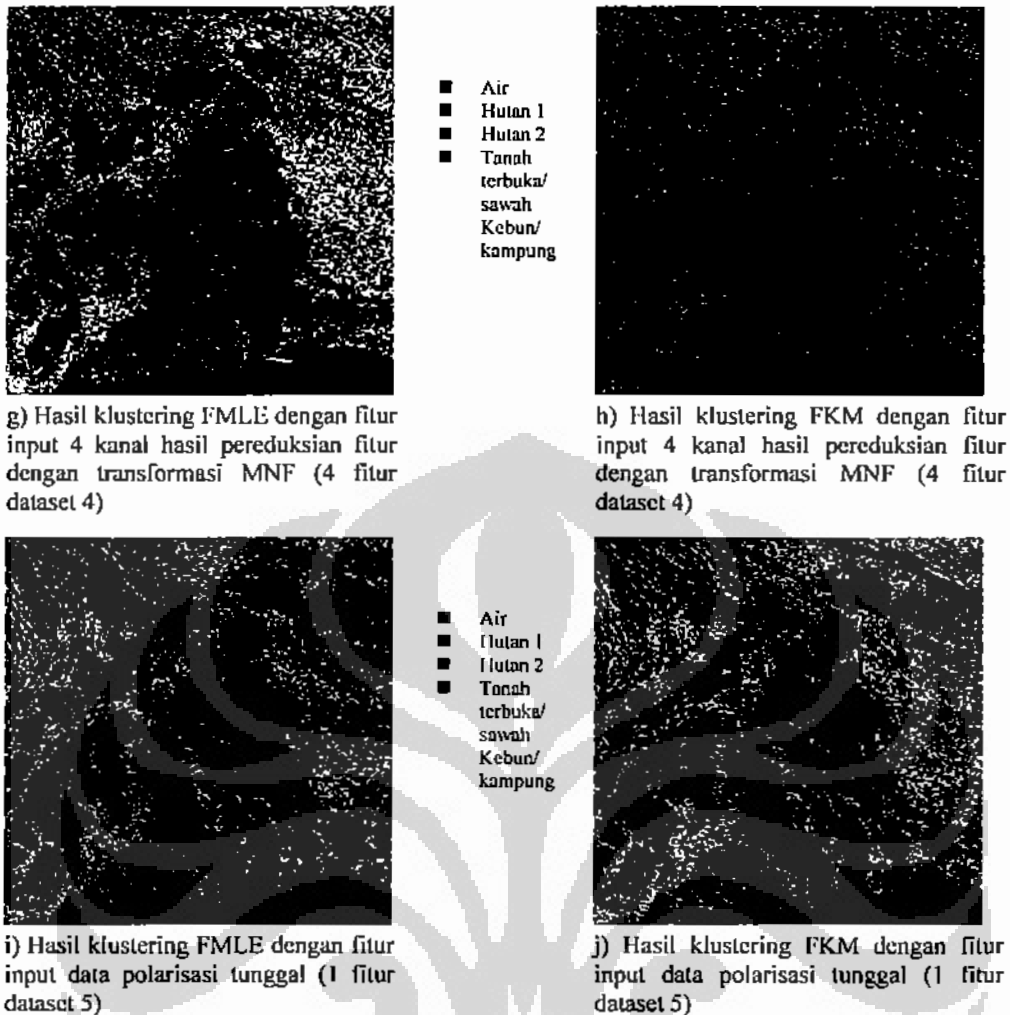 Air
Hutan 1
Hutan 2
Tanah
terbuka/
sawah
Kebun/
kampung
g) Hasil klustering FMLE dengan fitur
input 4 kanal hasil pereduksian fitur
dengan transformasi MNF (4 fitur
dataset 4)
h) Hasil klustering FKM dengan fitur
input 4 kanal hasil pereduksian fitur
dengan transformasi MNF (4 fitur
dataset 4)
Air
Hutan 1
Hutan 2
Tanah
terbuka/
sawah
Kebun/
kampung
i) Hasil klustering FMLE dengan fitur
input data polarisasi tunggal (1 fitur
dataset 5)
j) Hasil klustering FKM dengan fitur
input data polarisasi tunggal (1 fitur
dataset 5)